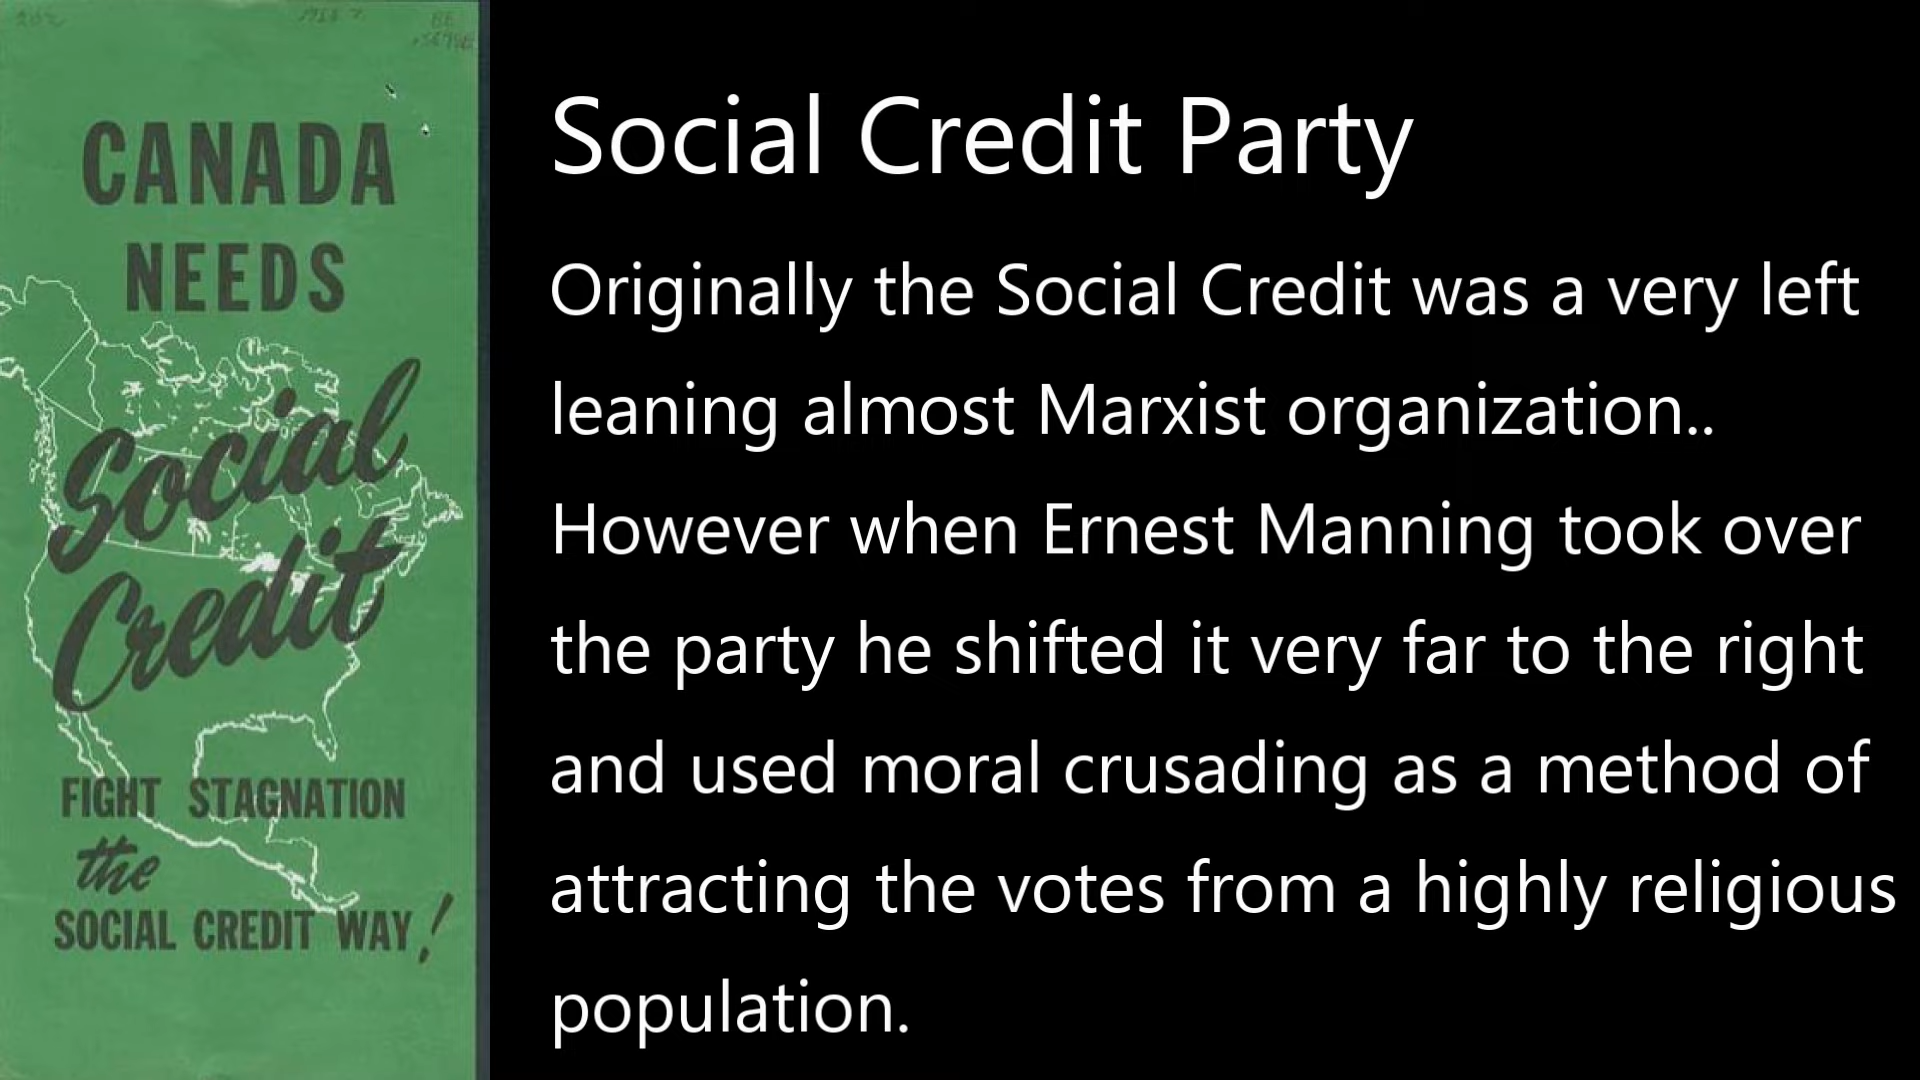 CANADA
NEEDS
Social
Credit
FIGHT STAGNATION
the
SOCIAL CREDIT WAY!
Social Credit Party
Originally the Social Credit was a very left
leaning almost Marxist organization..
However when Ernest Manning took over
the party he shifted it very far to the right
and used moral crusading as a method of
attracting the votes from a highly religious
population.